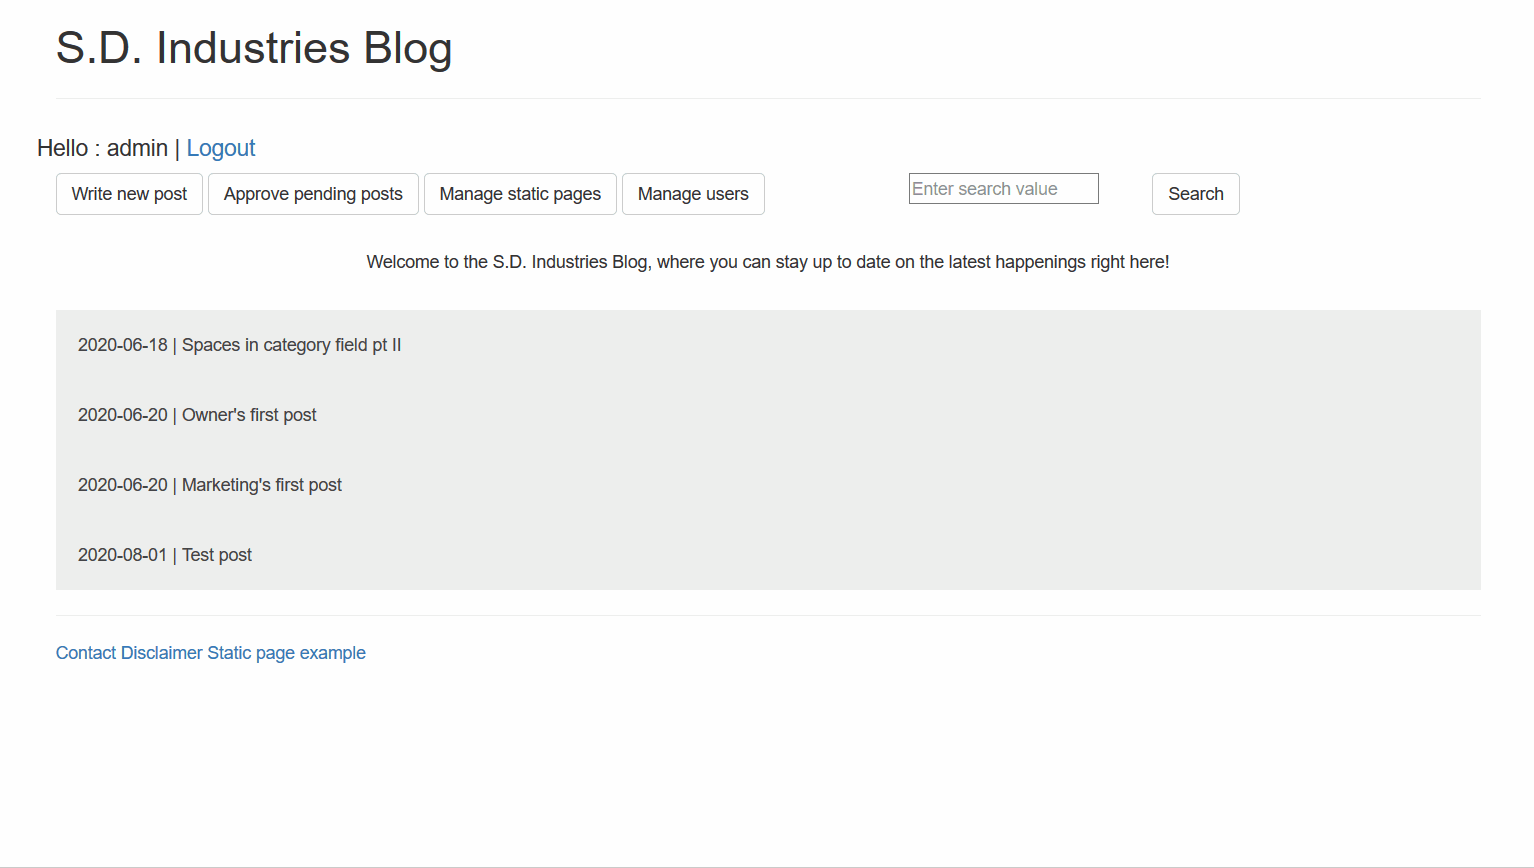 S.D. Industries Blog
Hello : admin | Logout
Write new post Approve pending posts Manage static pages Manage users Enter search value Search
Welcome to the S.D. Industries Blog, where you can stay up to date on the latest happenings right here!
2020-06-18 | Spaces in category field pt II
2020-06-20 | Owner's first post
2020-06-20 | Marketing's first post
2020-08-01 | Test post
Contact Disclaimer Static page example